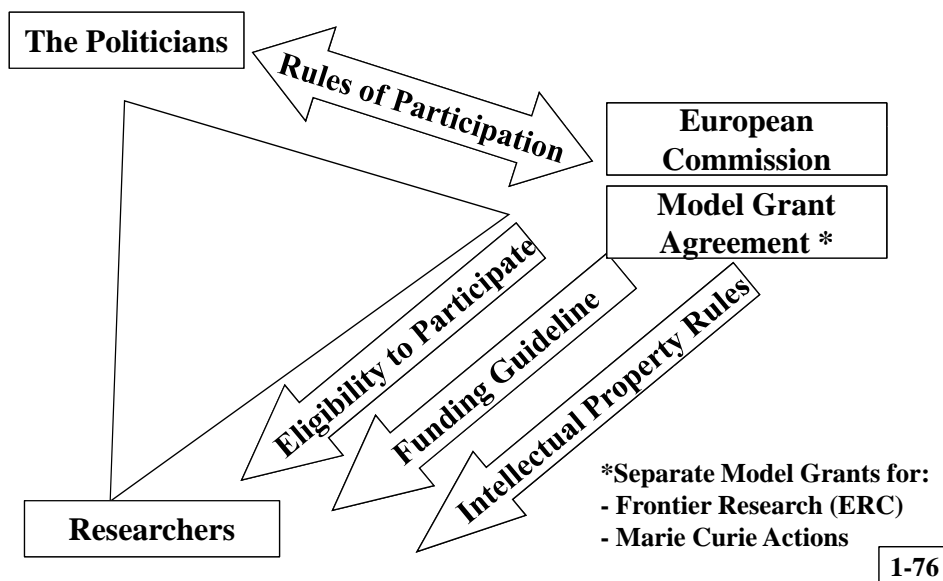 The Politicians
Rules of Participation
European
Commission
Model Grant
Agreement *
Eligibility to Participate
Funding Guideline
Intellectual Property Rules
Researchers
*Separate Model Grants for:
- Frontier Research (ERC)
- Marie Curie Actions
1-76